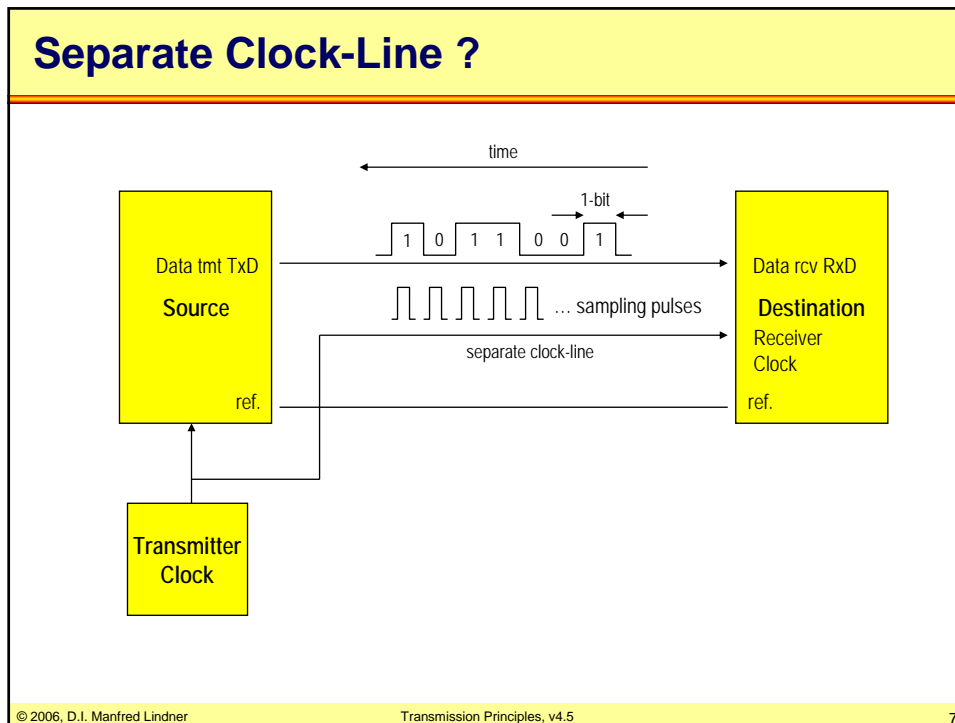 Separate Clock-Line ?
time
1-bit
1 0 1 1 0 0 1
Data tmt TxD
Data rcv RxD
Source
... sampling pulses
Destination
Receiver
Clock
separate clock-line
ref.
ref.
Transmitter
Clock
© 2006, D.I. Manfred Lindner
Transmission Principles, v4.5
7